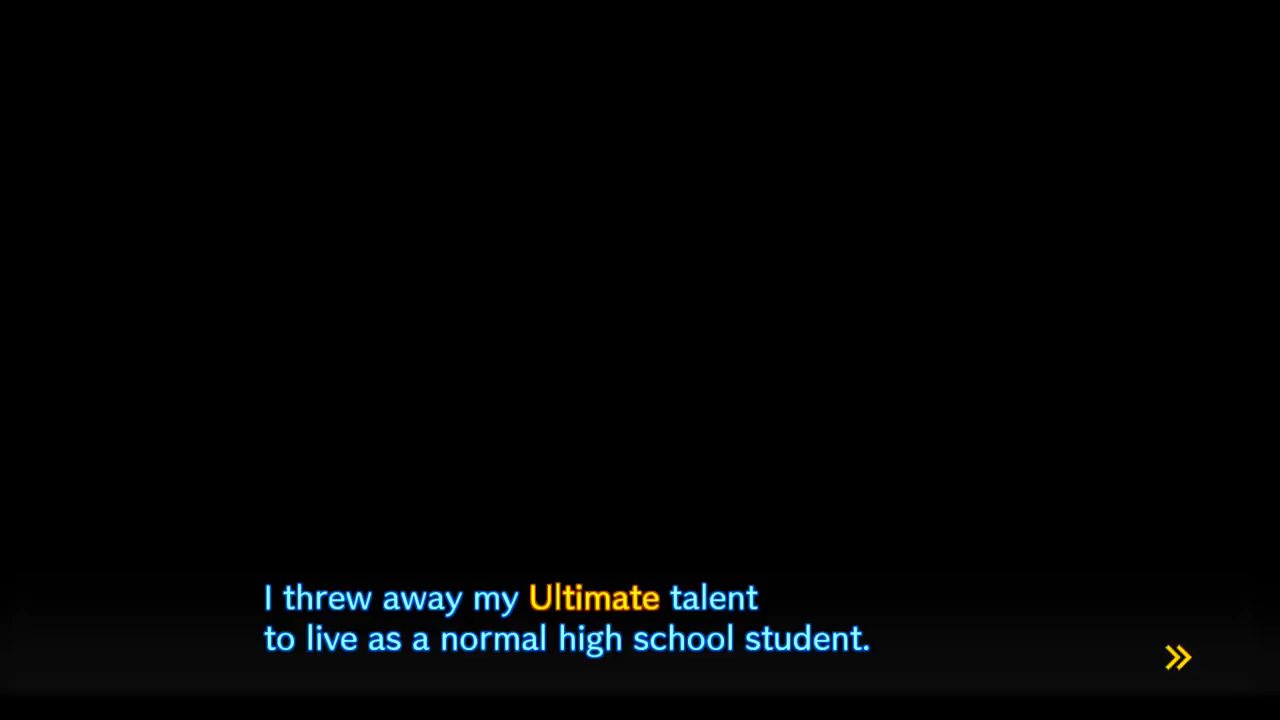 I threw away my Ultimate talent
to live as a normal high school student.